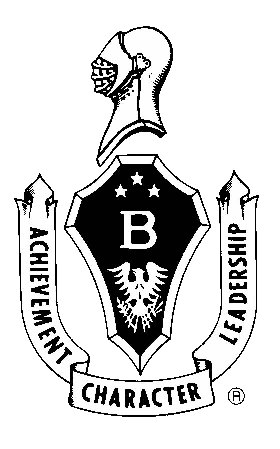 B
ACHIEVEMENT
CHARACTER
LEADERSHIP
®